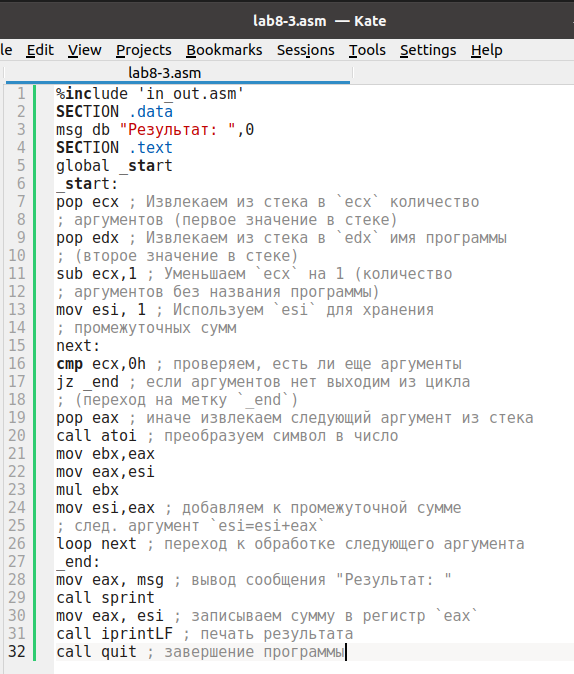 lab8-3.asm — Kate
le Edit View Projects Bookmarks Sessions Tools Settings Help
lab8-3.asm
1 %include 'in_out.asm'
2 SECTION .data
3 msg db "Результат: ",0
4 SECTION .text
5 global _start
6 _start:
7 pop ecx ; Извлекаем из стека в `ecx` количество
8 ; аргументов (первое значение в стеке)
9 pop edx ; Извлекаем из стека в `edx` имя программы
10 ; (второе значение в стеке)
11 sub ecx,1 ; Уменьшаем `ecx` на 1 (количество
12 ; аргументов без названия программы)
13 mov esi, 1 ; Используем `esi` для хранения
14 ; промежуточных сумм
15 next:
16 cmp ecx,0h ; проверяем, есть ли еще аргументы
17 jz _end ; если аргументов нет выходим из цикла
18 ; (переход на метку `_end`)
19 pop eax ; иначе извлекаем следующий аргумент из стека
20 call atoi ; преобразуем символ в число
21 mov ebx,eax
22 mov eax,esi
23 mul ebx
24 mov esi,eax ; добавляем к промежуточной сумме
25 ; след. аргумент `esi=esi+eax`
26 loop next ; переход к обработке следующего аргумента
27 _end:
28 mov eax, msg ; вывод сообщения "Результат: "
29 call sprint
30 mov eax, esi ; записываем сумму в регистр `eax`
31 call iprintLF ; печать результата
32 call quit ; завершение программы